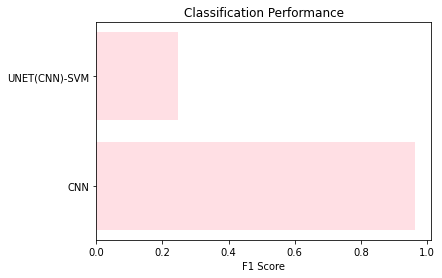 Classification Performance
UNET(CNN)-SVM
CNN
0.0 0.2 0.4 0.6 0.8 1.0
F1 Score